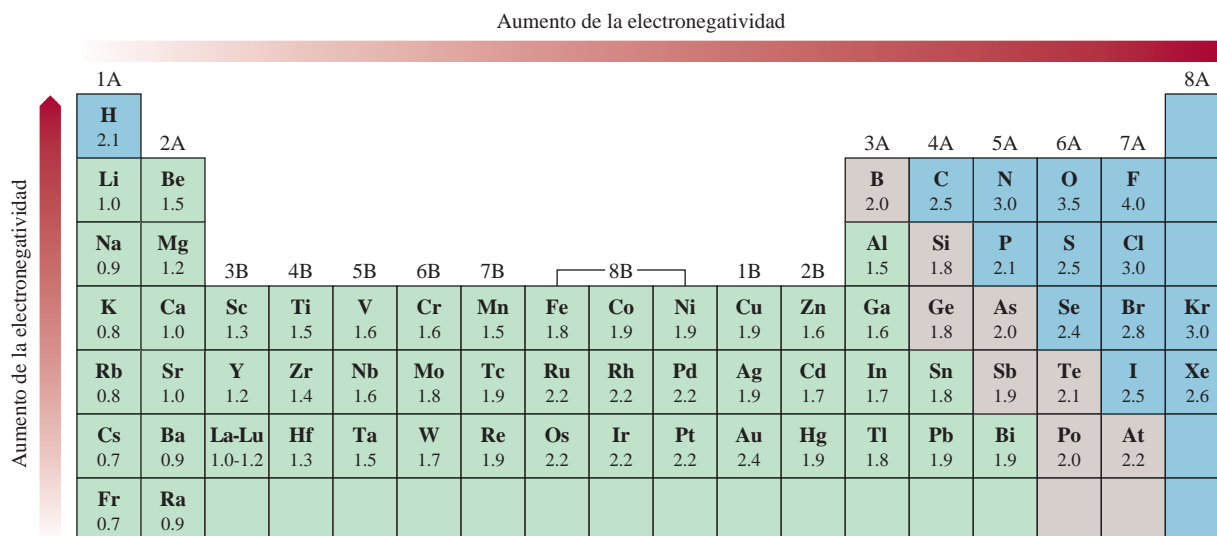 Aumento de la electronegatividad
1A 8A
H
2.1 2A 3A 4A 5A 6A 7A
Li Be B C N O F
1.0 1.5 2.0 2.5 3.0 3.5 4.0
Na Mg Al Si P S Cl
0.9 1.2 3B 4B 5B 6B 7B 8B 1B 2B 1.5 1.8 2.1 2.5 3.0
K Ca Sc Ti V Cr Mn Fe Co Ni Cu Zn Ga Ge As Se Br Kr
0.8 1.0 1.3 1.5 1.6 1.6 1.5 1.8 1.9 1.9 1.9 1.6 1.6 1.8 2.0 2.4 2.8 3.0
Rb Sr Y Zr Nb Mo Tc Ru Rh Pd Ag Cd In Sn Sb Te I Xe
0.8 1.0 1.2 1.4 1.6 1.8 1.9 2.2 2.2 2.2 1.9 1.7 1.7 1.8 1.9 2.1 2.5 2.6
Cs Ba La-Lu Hf Ta W Re Os Ir Pt Au Hg Tl Pb Bi Po At
0.7 0.9 1.0-1.2 1.3 1.5 1.7 1.9 2.2 2.2 2.2 2.4 1.9 1.8 1.9 1.9 2.0 2.2
Fr Ra
0.7 0.9
Aumento de la electronegatividad